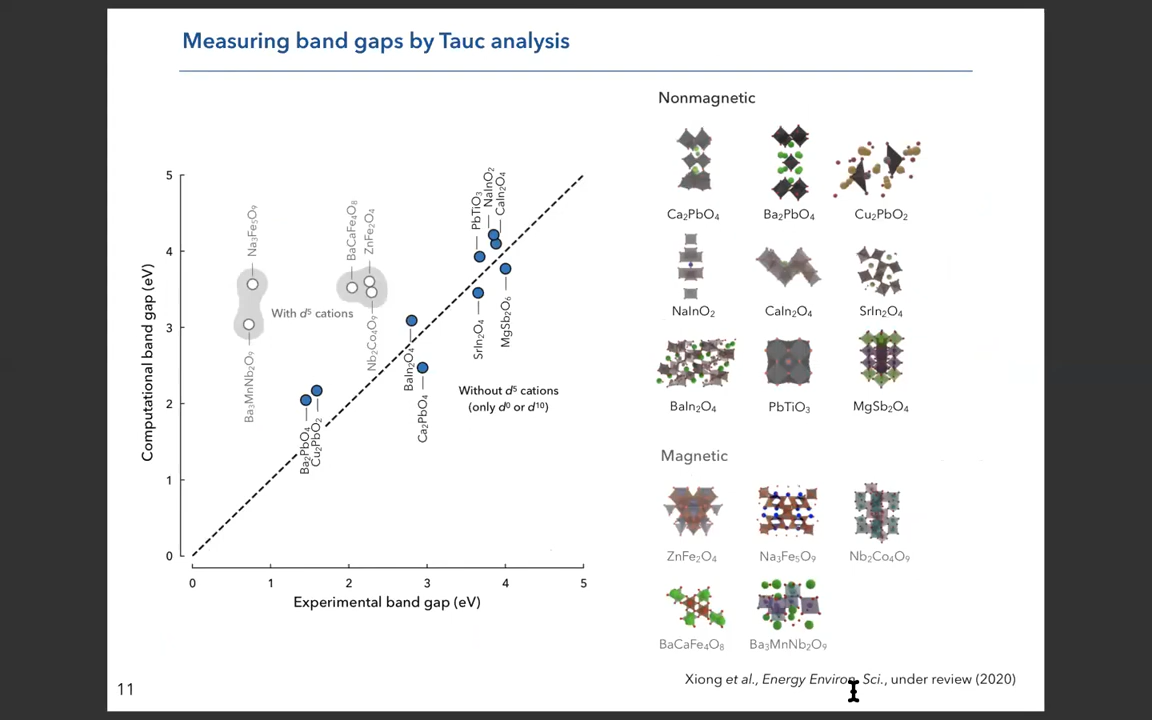 Measuring band gaps by Tauc analysis
Computational band gap (eV)
5
4
3
2
1
0
0
1
2
3
4
5
Experimental band gap (eV)
Na₃Fe₅O₉
Ba₃MnNb₂O₉
With d⁵ cations
BaCaFe₄O₈
ZnFe₂O₄
Nb₂Co₄O₉
Ba₂PbO₄
Cu₂PbO₂
BaIn₂O₄
Ca₂PbO₄
PbTiO₃
NaInO₂
CaIn₂O₄
SrIn₂O₄
MgSb₂O₆
Without d⁵ cations
(only d⁰ or d¹⁰)
Nonmagnetic
Ca₂PbO₄
Ba₂PbO₄
Cu₂PbO₂
NaInO₂
CaIn₂O₄
SrIn₂O₄
BaIn₂O₄
PbTiO₃
MgSb₂O₄
Magnetic
ZnFe₂O₄
Na₃Fe₅O₉
Nb₂Co₄O₉
BaCaFe₄O₈
Ba₃MnNb₂O₉
Xiong et al., Energy Environ. Sci., under review (2020)
11